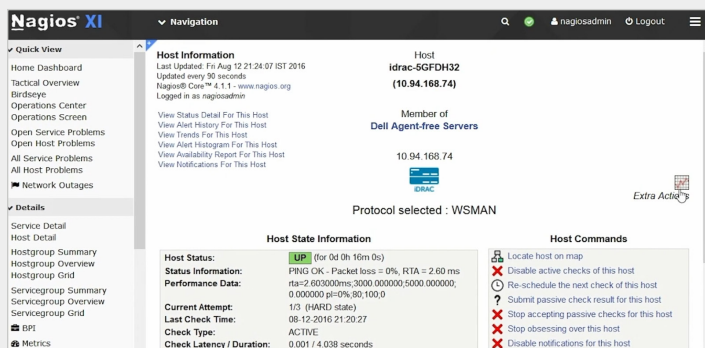 Nagios® XI
Navigation
nagiosadmin
Logout
Quick View
Home Dashboard
Tactical Overview
Birdseye
Operations Center
Operations Screen
Open Service Problems
Open Host Problems
All Service Problems
All Host Problems
Network Outages
Details
Service Detail
Host Detail
Hostgroup Summary
Hostgroup Overview
Hostgroup Grid
Servicegroup Summary
Servicegroup Overview
Servicegroup Grid
BPI
Metrics
Host Information
Last Updated: Fri Aug 12 21:24:07 IST 2016
Updated every 90 seconds
Nagios® Core™ 4.1.1 - www.nagios.org
Logged in as nagiosadmin
View Status Detail For This Host
View Alert History For This Host
View Trends For This Host
View Alert Histogram For This Host
View Availability Report For This Host
View Notifications For This Host
Host
idrac-5GFDH32
(10.94.168.74)
Member of
Dell Agent-free Servers
10.94.168.74
iDRAC
Extra Actions
Protocol selected : WSMAN
Host State Information
Host Status: UP (for 0d 0h 16m 0s)
Status Information: PING OK - Packet loss = 0%, RTA = 2.60 ms
Performance Data: rta=2.603000ms;3000.000000;5000.000000;
0.000000 pl=0%;80;100;0
Current Attempt: 1/3 (HARD state)
Last Check Time: 08-12-2016 21:20:27
Check Type: ACTIVE
Check Latency / Duration: 0.001 / 4.038 seconds
Host Commands
Locate host on map
Disable active checks of this host
Re-schedule the next check of this host
Submit passive check result for this host
Stop accepting passive checks for this host
Stop obsessing over this host
Disable notifications for this host